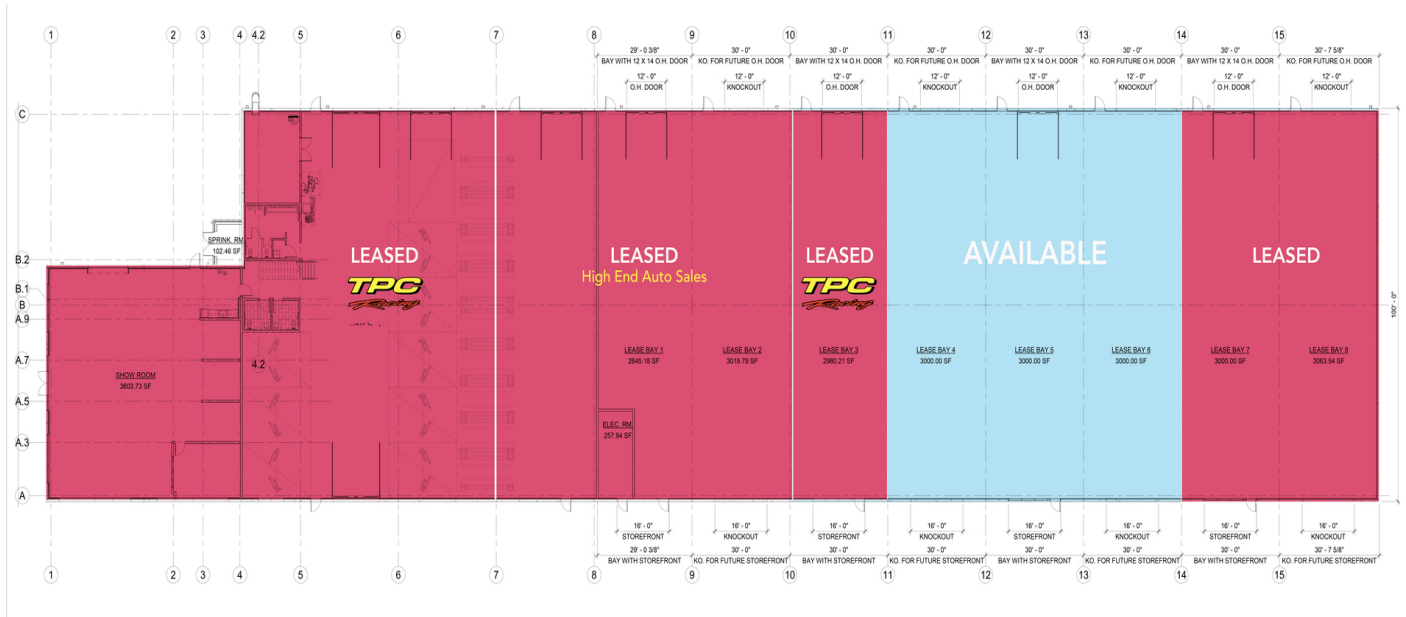 1 2 3 4 4.2 5 6 7 8 9 10 11 12 13 14 15
29' - 0 3/8" 30' - 0" 30' - 0" 30' - 0" 30' - 0" 30' - 0" 30' - 0" 30' - 7 5/8"
BAY WITH 12 X 14 O.H. DOOR KO. FOR FUTURE O.H. DOOR BAY WITH 12 X 14 O.H. DOOR KO. FOR FUTURE O.H. DOOR BAY WITH 12 X 14 O.H. DOOR KO. FOR FUTURE O.H. DOOR BAY WITH 12 X 14 O.H. DOOR KO. FOR FUTURE O.H. DOOR
12' - 0" 12' - 0" 12' - 0" 12' - 0" 12' - 0" 12' - 0" 12' - 0" 12' - 0"
O.H. DOOR KNOCKOUT O.H. DOOR KNOCKOUT O.H. DOOR KNOCKOUT O.H. DOOR KNOCKOUT
C
SPRINK. RM
102.46 SF
B.2
B.1
B
A.9
A.7
A.5
A.3
A
LEASED
TPC
Racing
LEASED
High End Auto Sales
LEASED
TPC
Racing
AVAILABLE
LEASED
100' - 0"
4.2
SHOW ROOM
3603.73 SF
LEASE BAY 1
2645.18 SF
LEASE BAY 2
3019.79 SF
LEASE BAY 3
2980.21 SF
LEASE BAY 4
3000.00 SF
LEASE BAY 5
3000.00 SF
LEASE BAY 6
3000.00 SF
LEASE BAY 7
3000.00 SF
LEASE BAY 8
3063.54 SF
ELEC. RM.
257.94 SF
16' - 0" 16' - 0" 16' - 0" 16' - 0" 16' - 0" 16' - 0" 16' - 0" 16' - 0"
STOREFRONT KNOCKOUT STOREFRONT KNOCKOUT STOREFRONT KNOCKOUT STOREFRONT KNOCKOUT
29' - 0 3/8" 30' - 0" 30' - 0" 30' - 0" 30' - 0" 30' - 0" 30' - 0" 30' - 7 5/8"
BAY WITH STOREFRONT KO. FOR FUTURE STOREFRONT BAY WITH STOREFRONT KO. FOR FUTURE STOREFRONT BAY WITH STOREFRONT KO. FOR FUTURE STOREFRONT BAY WITH STOREFRONT KO. FOR FUTURE STOREFRONT
1 2 3 4 5 6 7 8 9 10 11 12 13 14 15